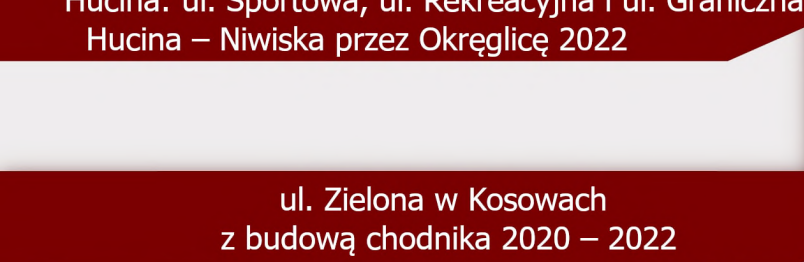 Hucina: ul. Sportowa, ul. Rekreacyjna i ul. Graniczna
Hucina – Niwiska przez Okręglicę 2022
ul. Zielona w Kosowach
z budową chodnika 2020 – 2022